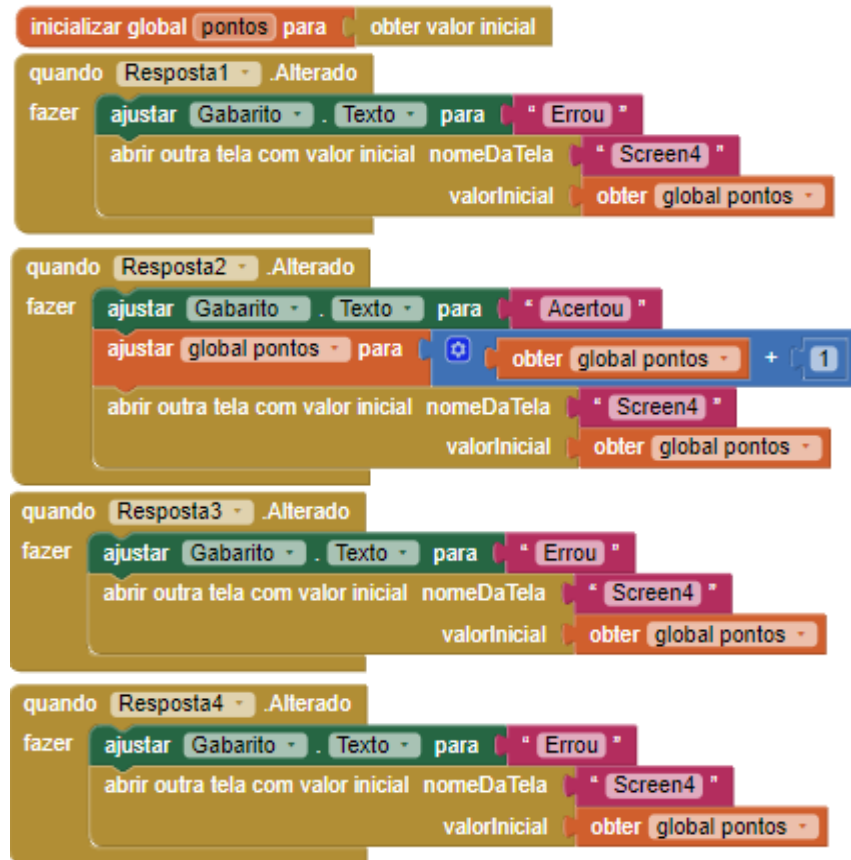 inicializar global pontos para obter valor inicial
quando Resposta1 .Alterado
fazer ajustar Gabarito . Texto para " Errou "
abrir outra tela com valor inicial nomeDaTela " Screen4 "
valorInicial obter global pontos
quando Resposta2 .Alterado
fazer ajustar Gabarito . Texto para " Acertou "
ajustar global pontos para obter global pontos + 1
abrir outra tela com valor inicial nomeDaTela " Screen4 "
valorInicial obter global pontos
quando Resposta3 .Alterado
fazer ajustar Gabarito . Texto para " Errou "
abrir outra tela com valor inicial nomeDaTela " Screen4 "
valorInicial obter global pontos
quando Resposta4 .Alterado
fazer ajustar Gabarito . Texto para " Errou "
abrir outra tela com valor inicial nomeDaTela " Screen4 "
valorInicial obter global pontos